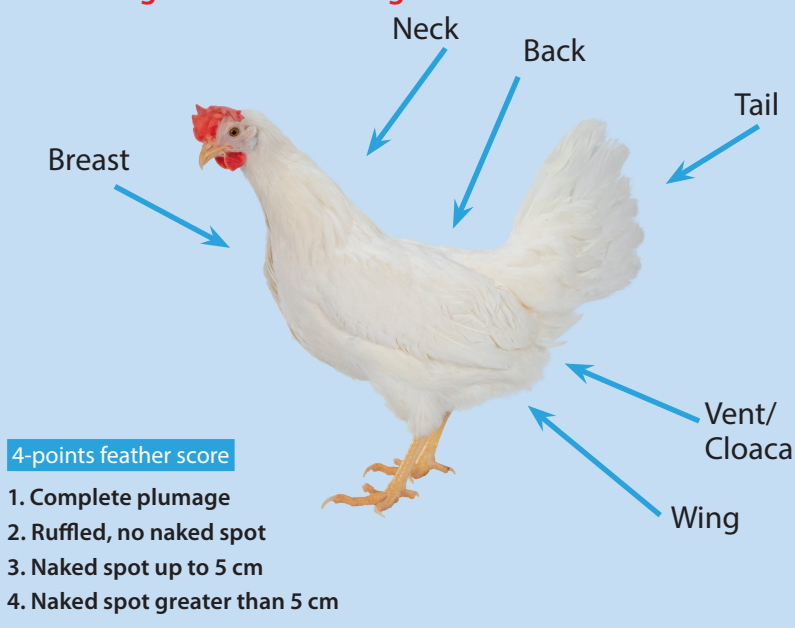 Neck
Back
Tail
Breast
Vent/
Cloaca
Wing
4-points feather score
1. Complete plumage
2. Ruffled, no naked spot
3. Naked spot up to 5 cm
4. Naked spot greater than 5 cm